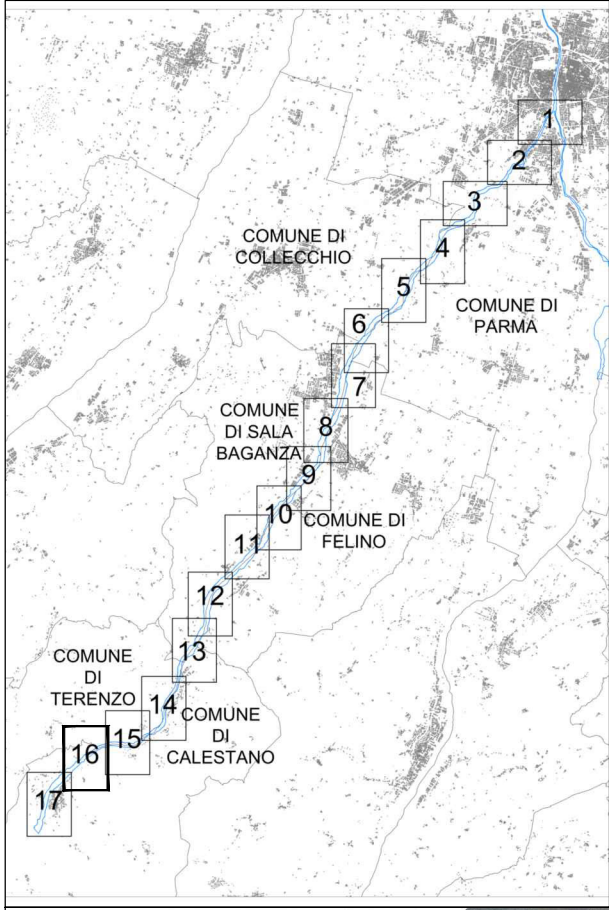 1
2
3
COMUNE DI
COLLECCHIO
4
5
COMUNE DI
PARMA
6
7
COMUNE
DI SALA
BAGANZA
8
9
10
COMUNE DI
FELINO
11
12
13
COMUNE
DI
TERENZO
14
COMUNE
DI
CALESTANO
15
16
17